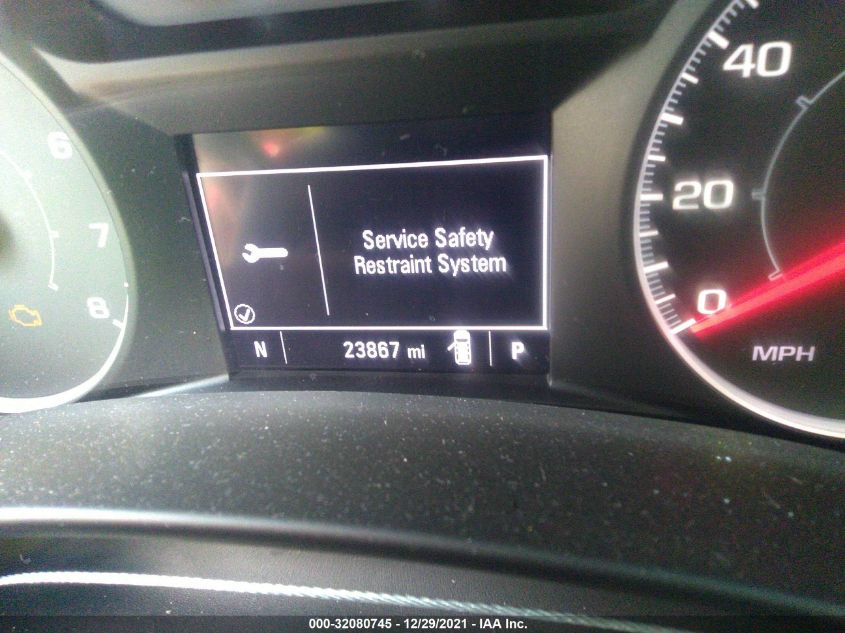 40
6
20
7
Service Safety
Restraint System
8
0
N 23867 mi P
MPH
000-32080745 - 12/29/2021 - IAA Inc.